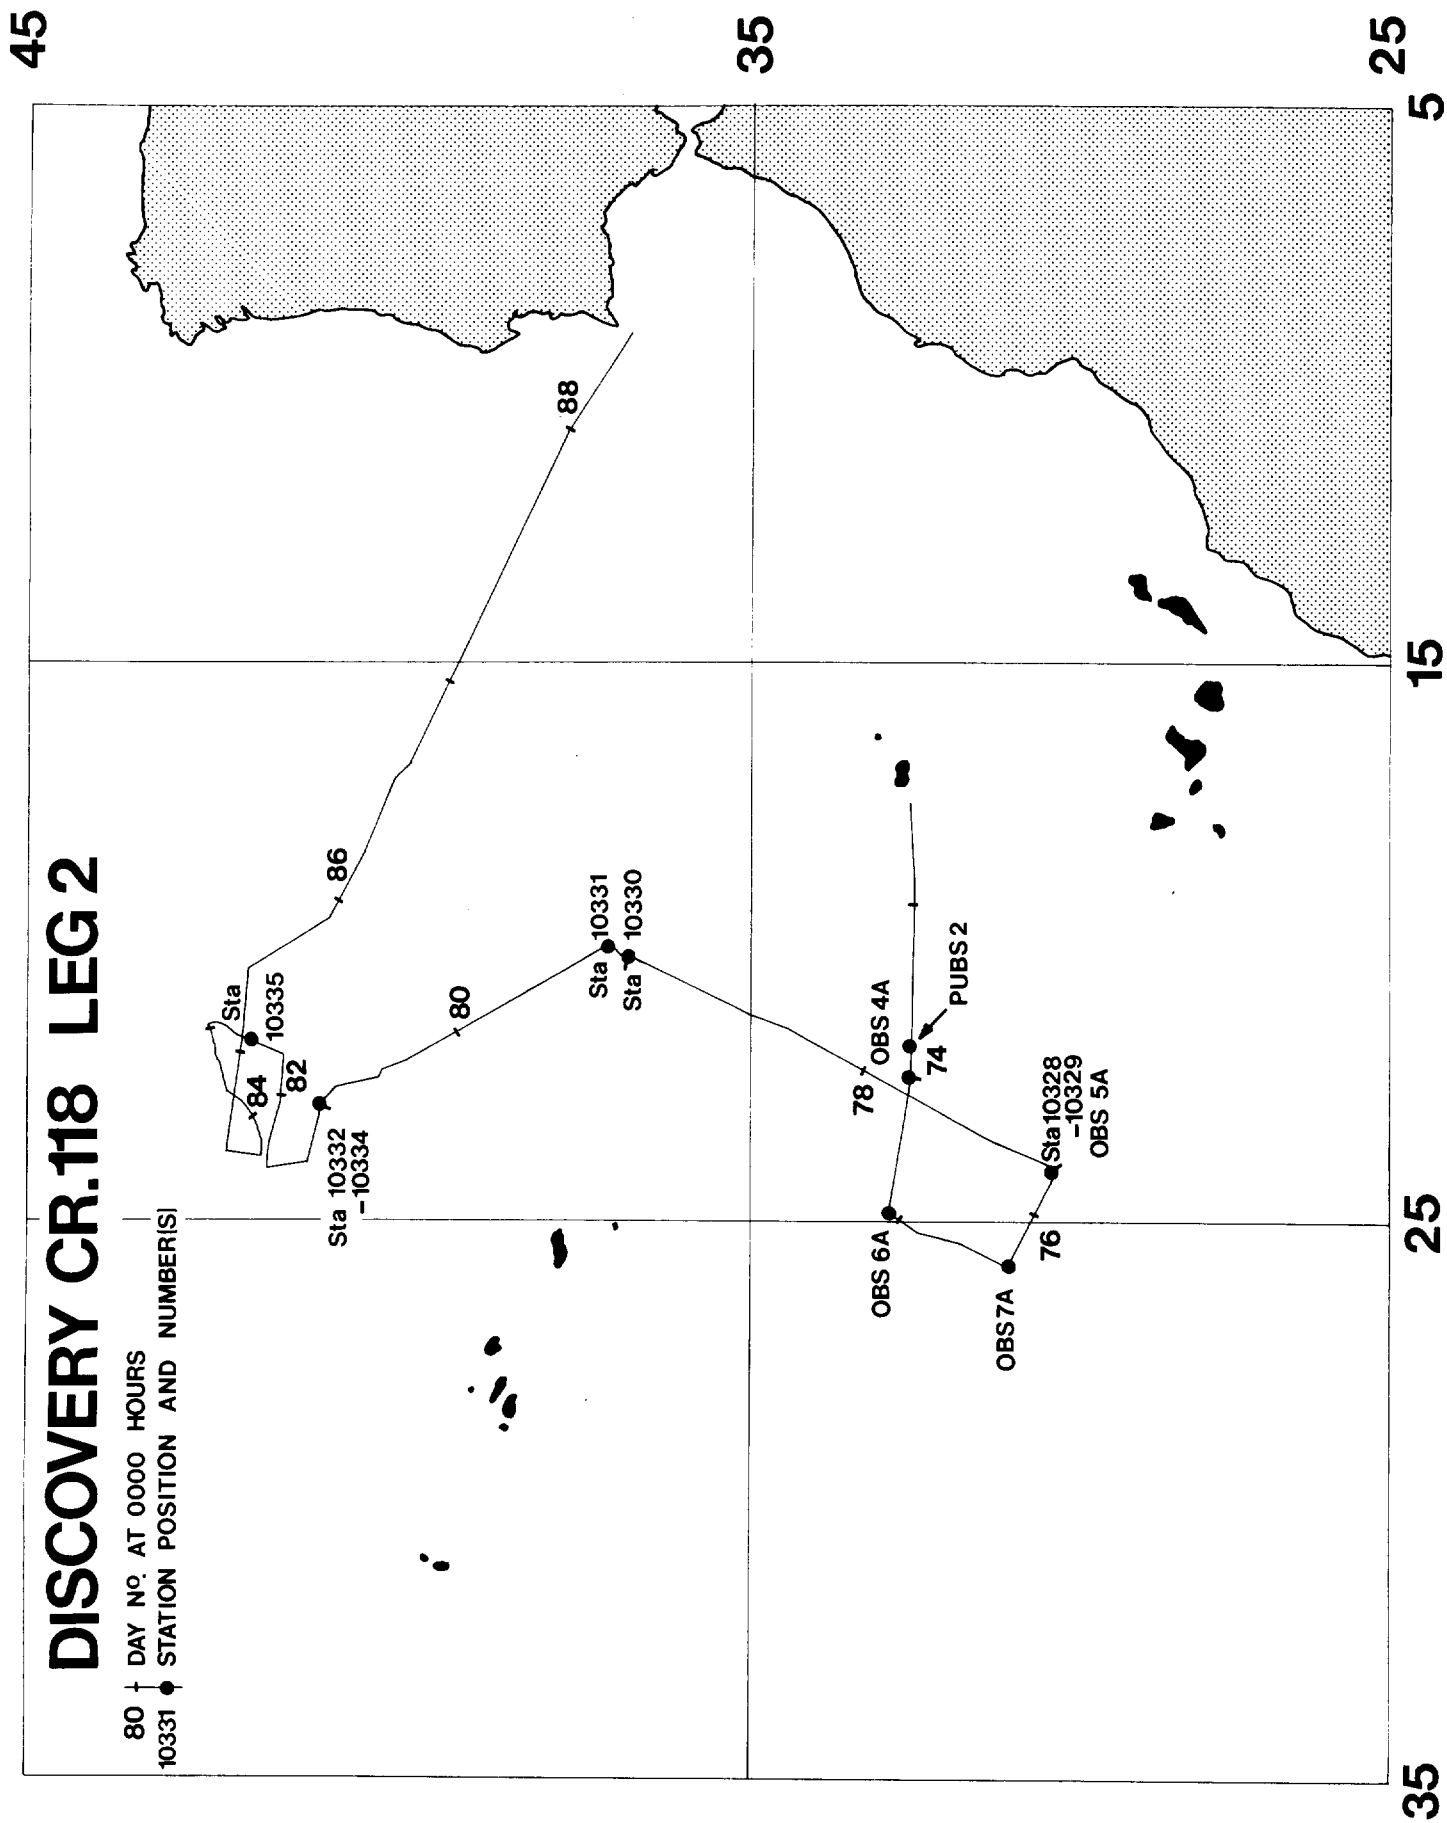 DISCOVERY CR.118 LEG 2
80 DAY Nº. AT 0000 HOURS
10331 STATION POSITION AND NUMBER(S)
45
35
25
5
15
25
35
88
86
Sta
10335
84
82
Sta 10332
-10334
80
Sta 10331
Sta 10330
78
OBS 4A
PUBS 2
74
OBS 6A
OBS 7A
76
Sta 10328
-10329
OBS 5A